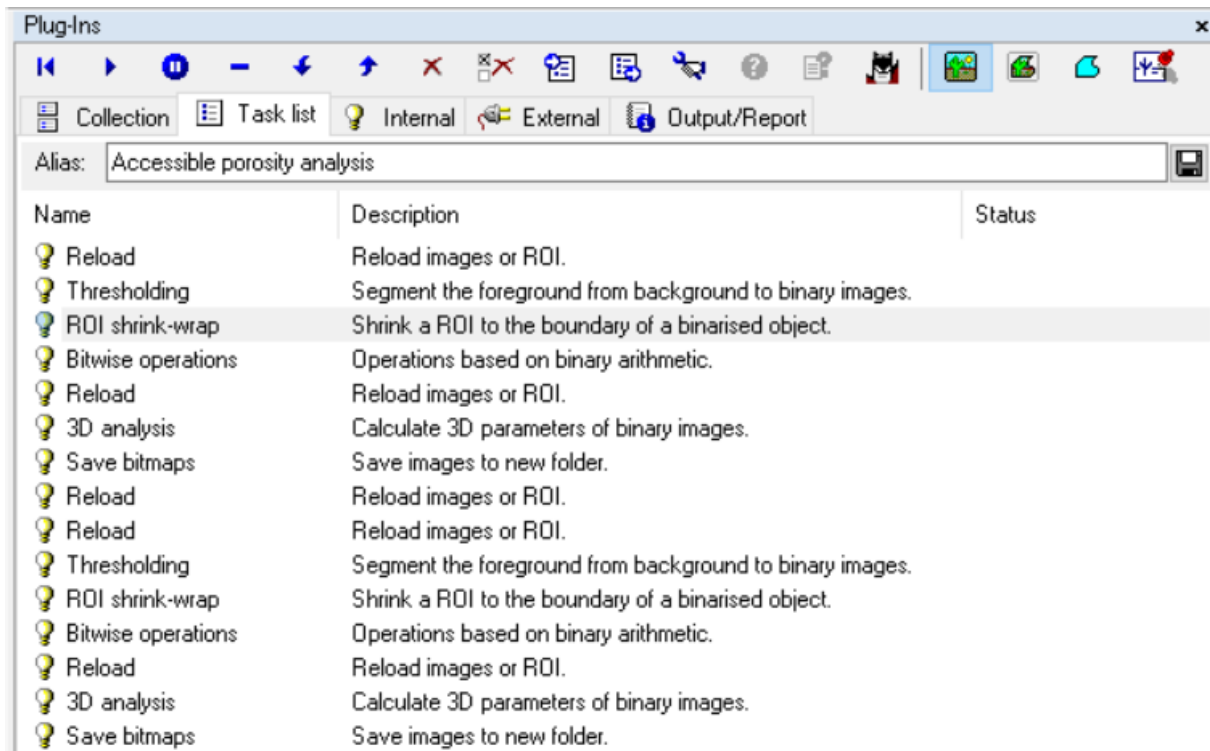 Plug-Ins
Collection Task list Internal External Output/Report
Alias: Accessible porosity analysis
Name Description Status
Reload Reload images or ROI.
Thresholding Segment the foreground from background to binary images.
ROI shrink-wrap Shrink a ROI to the boundary of a binarised object.
Bitwise operations Operations based on binary arithmetic.
Reload Reload images or ROI.
3D analysis Calculate 3D parameters of binary images.
Save bitmaps Save images to new folder.
Reload Reload images or ROI.
Reload Reload images or ROI.
Thresholding Segment the foreground from background to binary images.
ROI shrink-wrap Shrink a ROI to the boundary of a binarised object.
Bitwise operations Operations based on binary arithmetic.
Reload Reload images or ROI.
3D analysis Calculate 3D parameters of binary images.
Save bitmaps Save images to new folder.